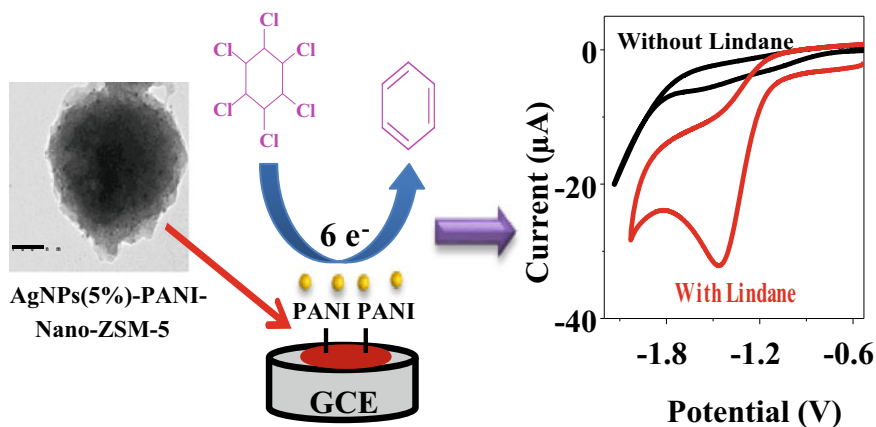 Cl
Cl
Cl
Cl
Cl
Cl
AgNPs(5%)-PANI-
Nano-ZSM-5
6 e-
PANI PANI
GCE
Without Lindane
With Lindane
0
-20
-40
Current (µA)
-1.8 -1.2 -0.6
Potential (V)